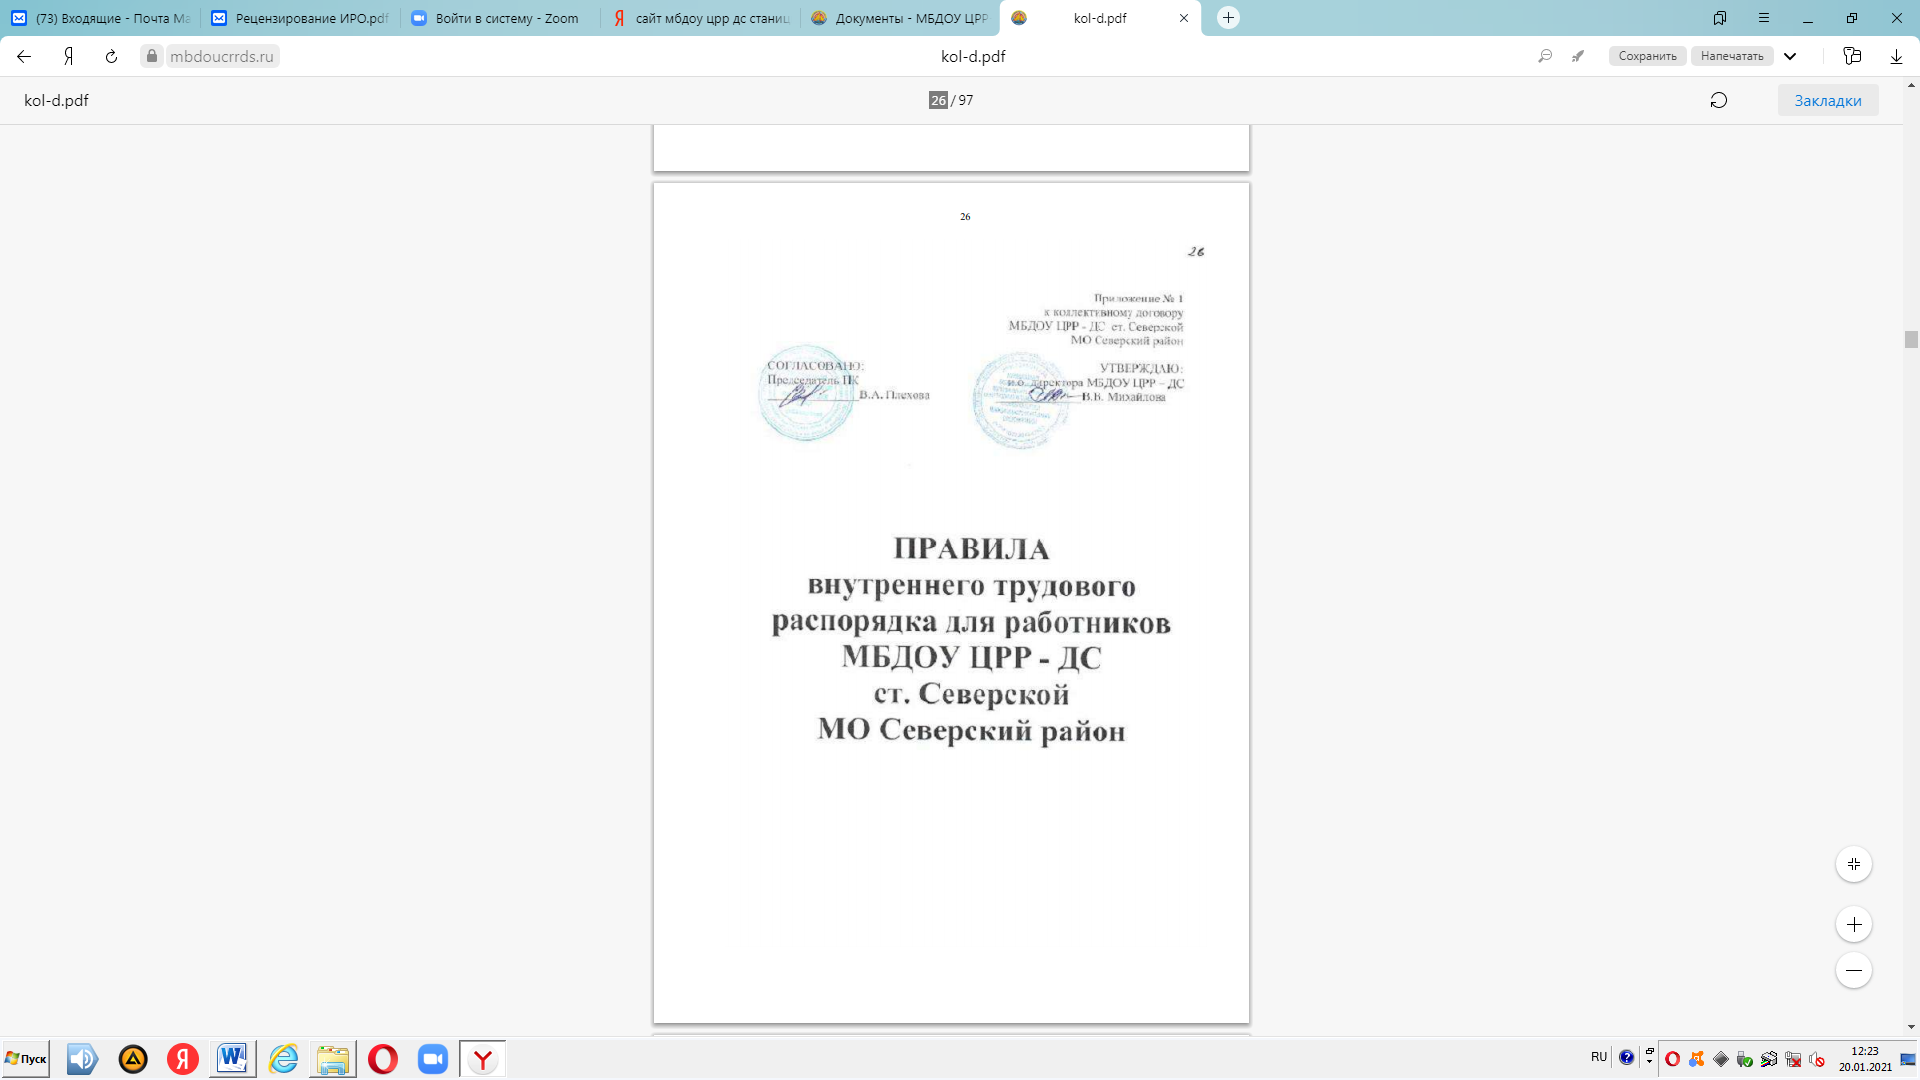 (73) Входящие - Почта Ма
Рецензирование ИРО.pdf
Войти в систему - Zoom
сайт мбдоу црр дс станиц
Документы - МБДОУ ЦРР
kol-d.pdf
mbdoucrrds.ru
kol-d.pdf
Сохранить
Напечатать
kol-d.pdf
26 / 97
Закладки
26
26
Приложение № 1
к коллективному договору
МБДОУ ЦРР - ДС ст. Северской
МО Северский район
СОГЛАСОВАНО:
Председатель ПК
В.А. Плехова
УТВЕРЖДАЮ:
и.о. директора МБДОУ ЦРР – ДС
В.В. Михайлова
ПРАВИЛА
внутреннего трудового
распорядка для работников
МБДОУ ЦРР - ДС
ст. Северской
МО Северский район
Пуск
RU
12:23
20.01.2021